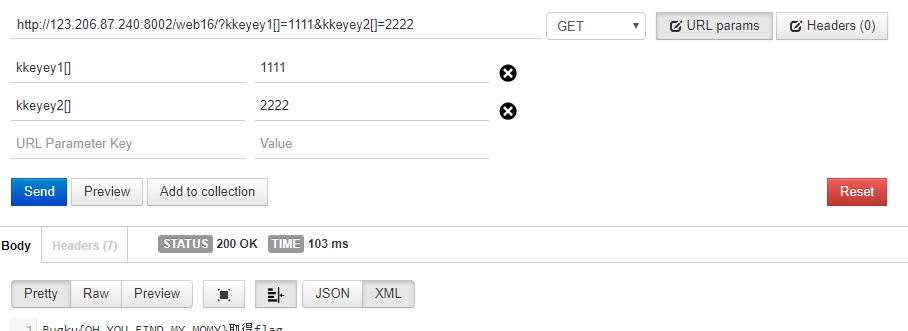 http://123.206.87.240:8002/web16/?kkeyey1[]=1111&kkeyey2[]=2222 GET URL params Headers (0)
kkeyey1[] 1111
kkeyey2[] 2222
URL Parameter Key Value
Send Preview Add to collection Reset
Body Headers (7) STATUS 200 OK TIME 103 ms
Pretty Raw Preview JSON XML
1 Bugku{OH_YOU_FIND_MY_MOMY}取得flag